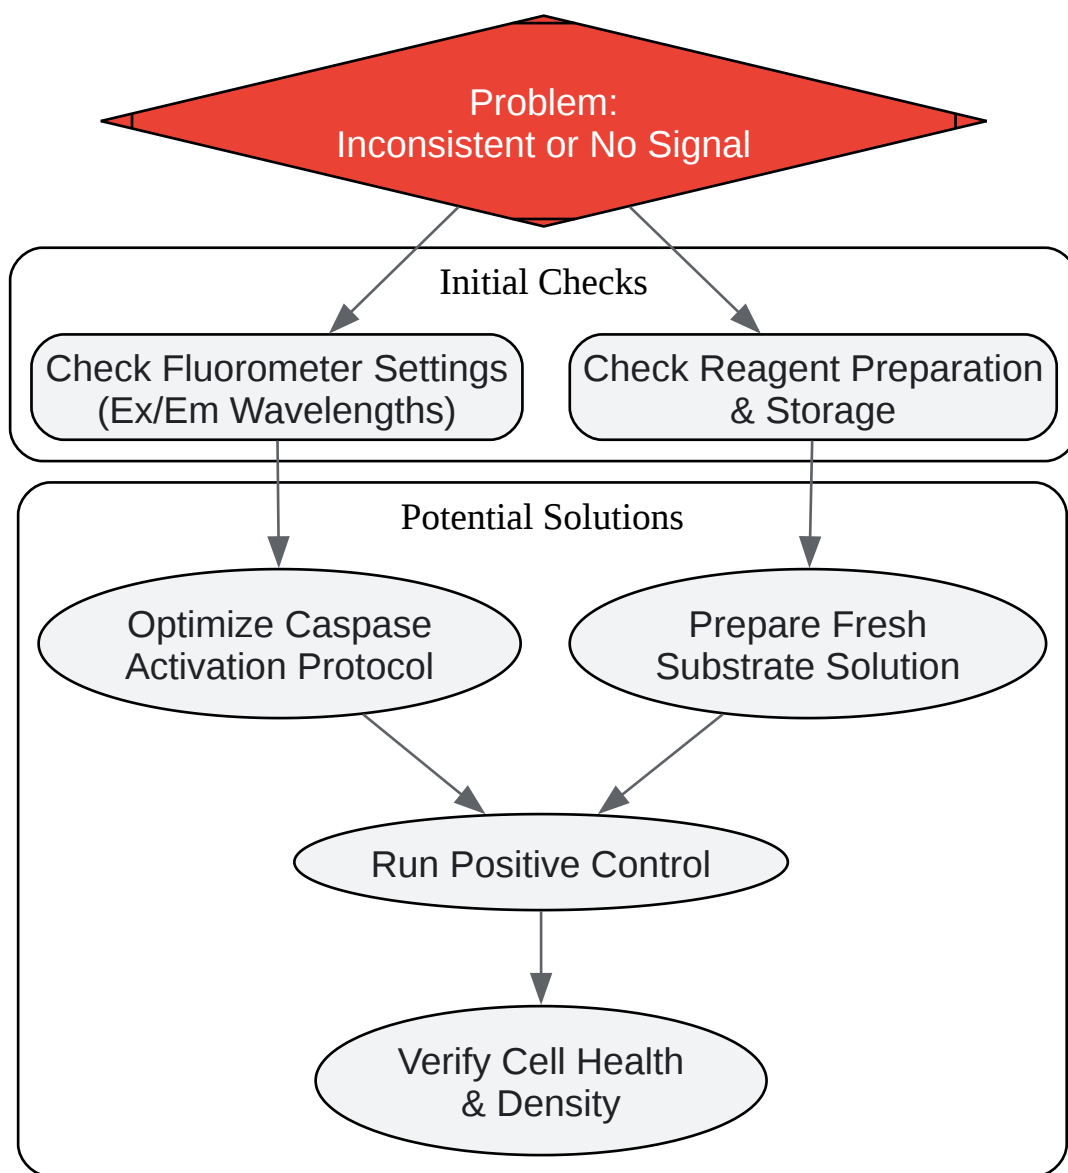 Problem:
Inconsistent or No Signal
Initial Checks
Check Fluorometer Settings
(Ex/Em Wavelengths)
Check Reagent Preparation
& Storage
Potential Solutions
Optimize Caspase
Activation Protocol
Prepare Fresh
Substrate Solution
Run Positive Control
Verify Cell Health
& Density